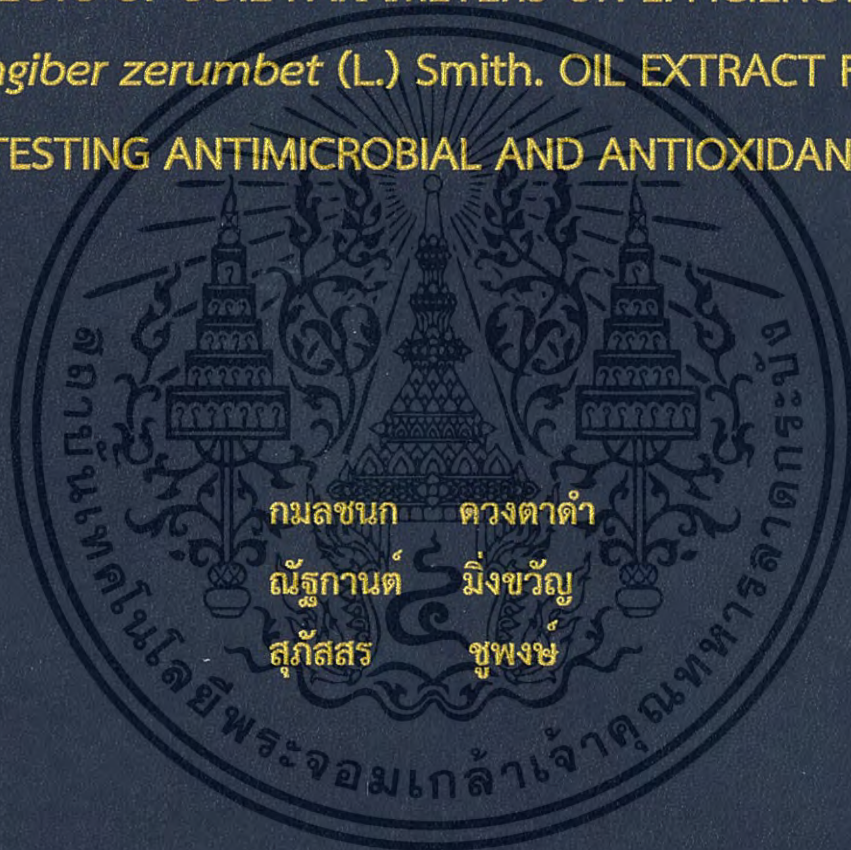 OF
ngiber zerumbet (L.) Smith. OIL EXTRACT
TESTING ANTIMICROBIAL AND ANTIOXIDAN
กมลชนก ดวงตาดำ
ณัฐกานต์ มิ่งขวัญ
สุภัสสร ชูพงษ์
สถาบันเทคโนโลยีพระจอมเกล้าเจ้าคุณทหารลาดกระบัง